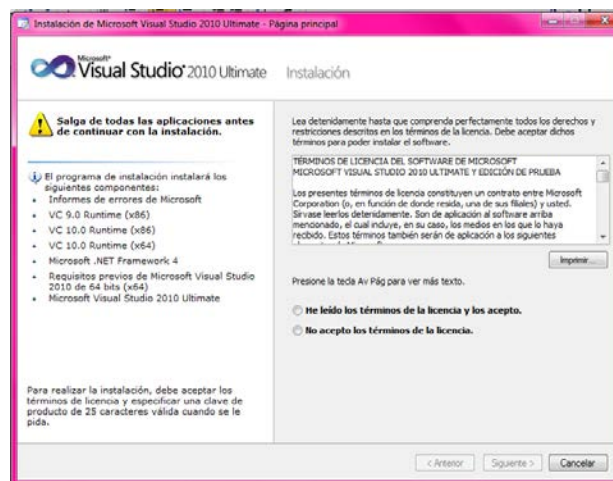 Instalación de Microsoft Visual Studio 2010 Ultimate - Página principal
Microsoft®
Visual Studio® 2010 Ultimate
Instalación
Salga de todas las aplicaciones antes
de continuar con la instalación.
El programa de instalación instalará los
siguientes componentes:
Informes de errores de Microsoft
VC 9.0 Runtime (x86)
VC 10.0 Runtime (x86)
VC 10.0 Runtime (x64)
Microsoft .NET Framework 4
Requisitos previos de Microsoft Visual Studio
2010 de 64 bits (x64)
Microsoft Visual Studio 2010 Ultimate
Para realizar la instalación, debe aceptar los
términos de licencia y especificar una clave de
producto de 25 caracteres válida cuando se le
pida.
Lea detenidamente hasta que comprenda perfectamente todos los derechos y
restricciones descritos en los términos de la licencia. Debe aceptar dichos
términos para poder instalar el software.
TÉRMINOS DE LICENCIA DEL SOFTWARE DE MICROSOFT
MICROSOFT VISUAL STUDIO 2010 ULTIMATE Y EDICIÓN DE PRUEBA
Los presentes términos de licencia constituyen un contrato entre Microsoft
Corporation (o, en función de donde resida, una de sus filiales) y usted.
Sírvase leerlos detenidamente. Son de aplicación al software arriba
mencionado, el cual incluye, en su caso, los medios en los que lo haya
recibido. Estos términos también serán de aplicación a los siguientes
Imprimir...
Presione la tecla Av Pág para ver más texto.
He leído los términos de la licencia y los acepto.
No acepto los términos de la licencia.
< Anterior
Siguiente >
Cancelar